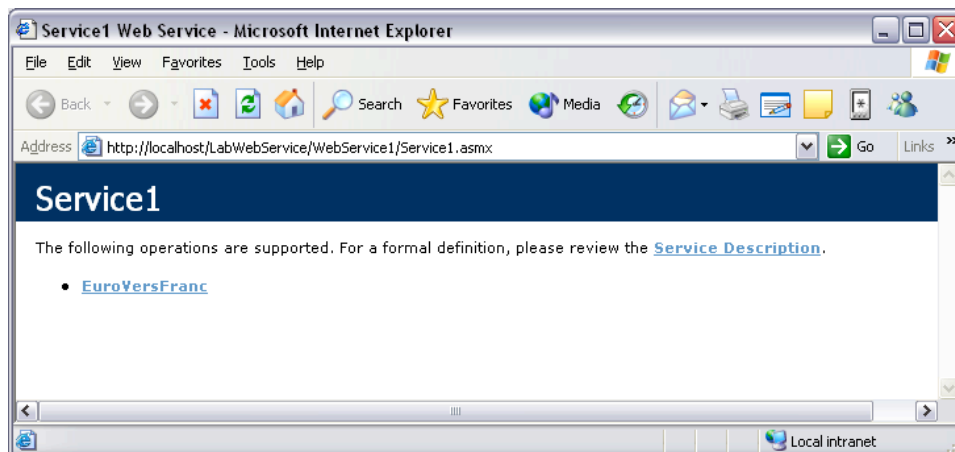 Service1 Web Service - Microsoft Internet Explorer
File Edit View Favorites Tools Help
Back Search Favorites Media
Address http://localhost/LabWebService/WebService1/Service1.asmx Go Links »
Service1
The following operations are supported. For a formal definition, please review the Service Description.
• EuroVersFranc
Local intranet